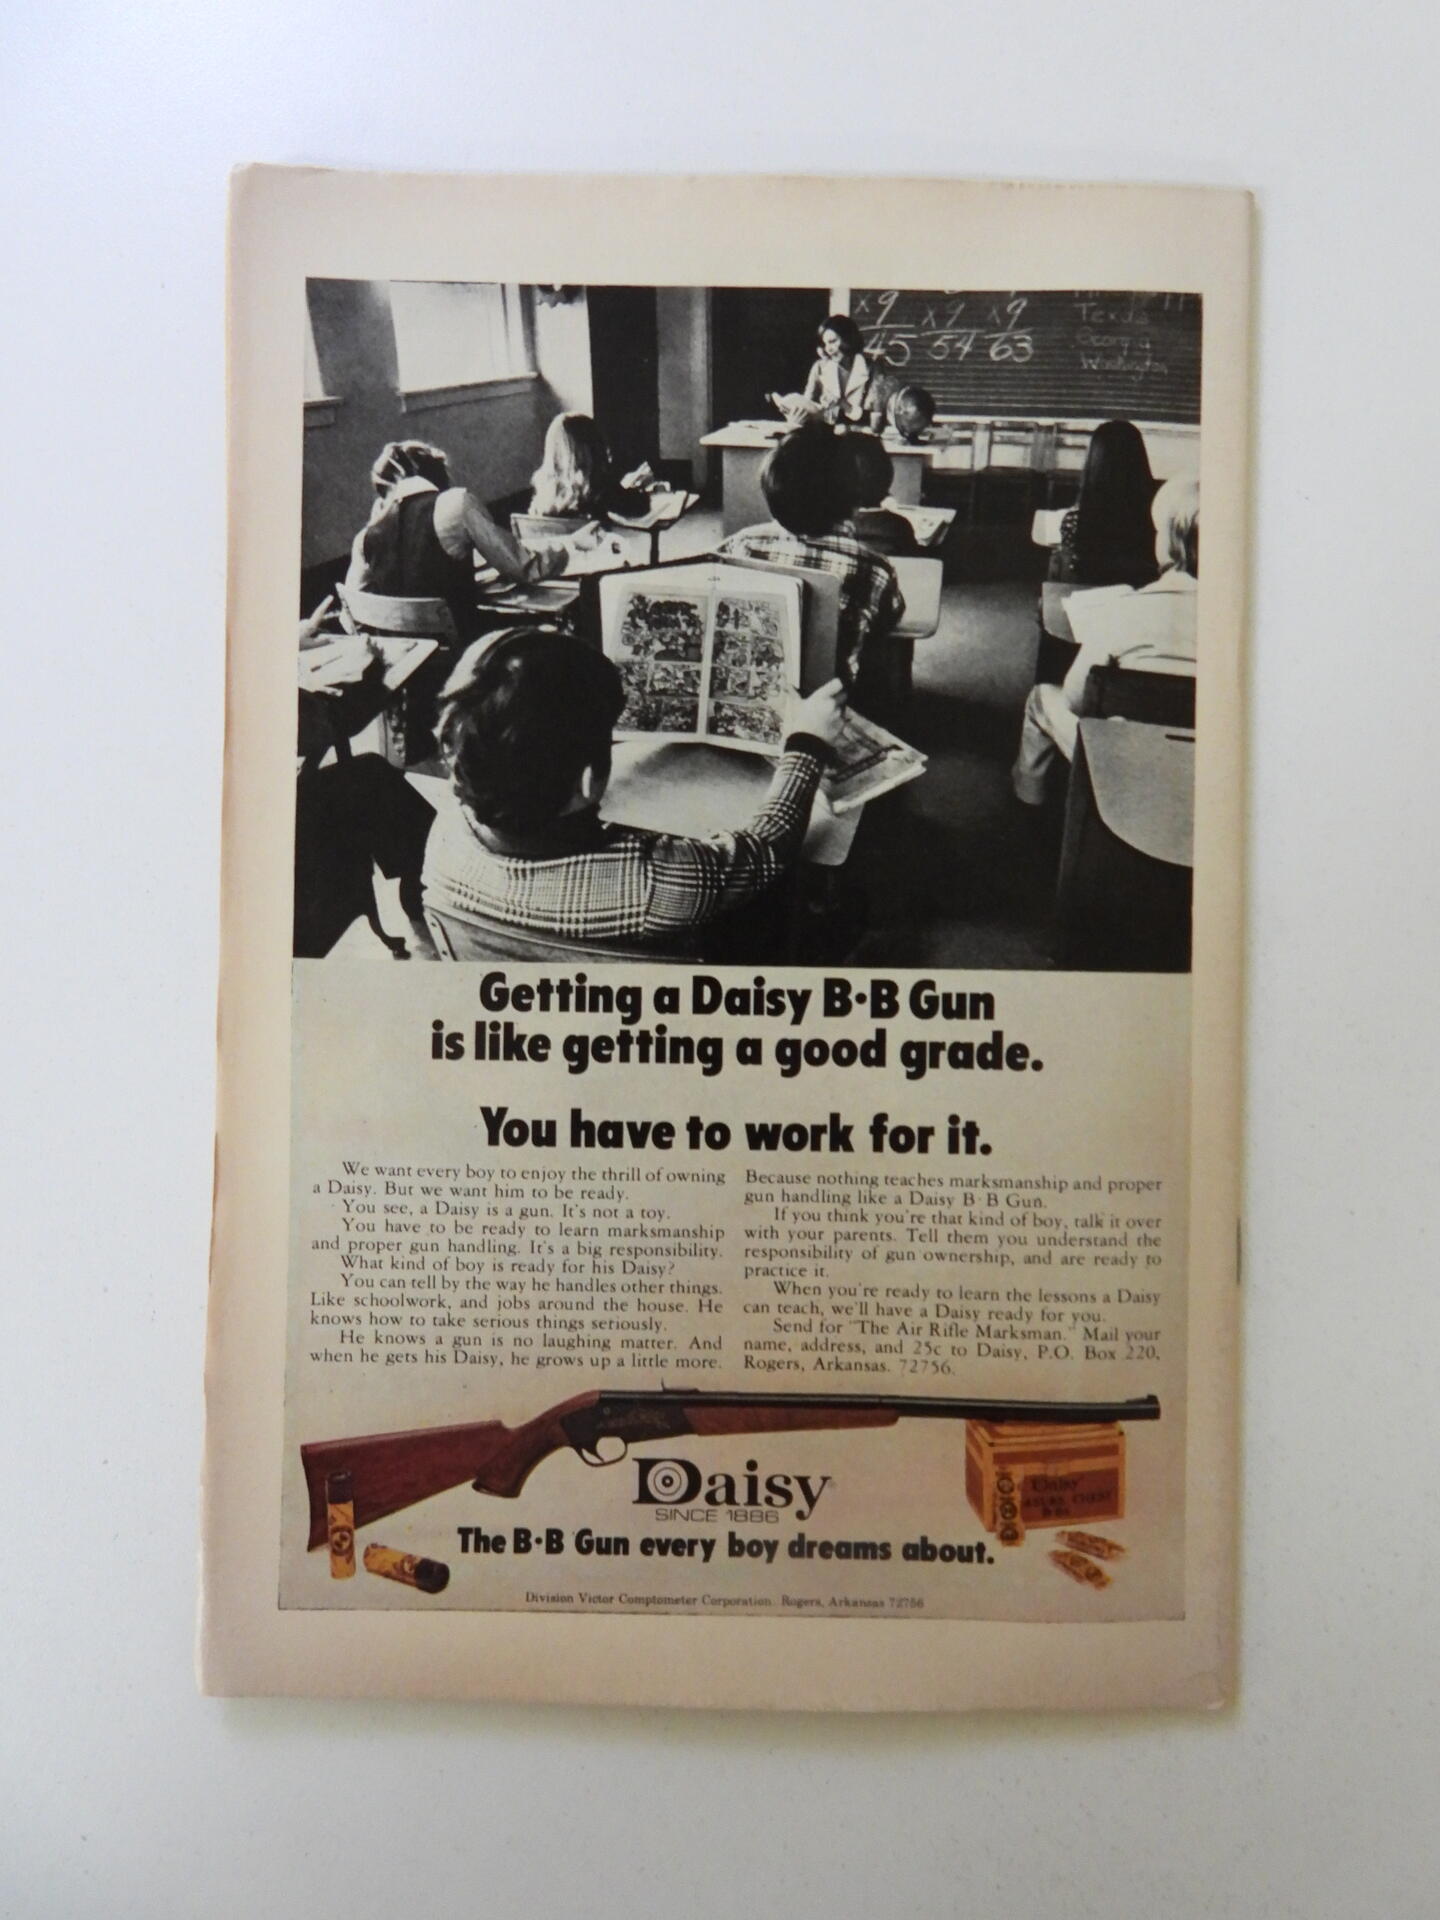 x9 x9 x9
45 54 63
Texas
Georgia
Washington
Getting a Daisy B·B Gun
is like getting a good grade.
You have to work for it.
We want every boy to enjoy the thrill of owning
a Daisy. But we want him to be ready.
You see, a Daisy is a gun. It's not a toy.
You have to be ready to learn marksmanship
and proper gun handling. It's a big responsibility.
What kind of boy is ready for his Daisy?
You can tell by the way he handles other things.
Like schoolwork, and jobs around the house. He
knows how to take serious things seriously.
He knows a gun is no laughing matter. And
when he gets his Daisy, he grows up a little more.
Because nothing teaches marksmanship and proper
gun handling like a Daisy B·B Gun.
If you think you're that kind of boy, talk it over
with your parents. Tell them you understand the
responsibility of gun ownership, and are ready to
practice it.
When you're ready to learn the lessons a Daisy
can teach, we'll have a Daisy ready for you.
Send for "The Air Rifle Marksman." Mail your
name, address, and 25c to Daisy, P.O. Box 220,
Rogers, Arkansas. 72756.
Daisy
SINCE 1886
Daisy
The B·B Gun every boy dreams about.
Division Victor Comptometer Corporation. Rogers, Arkansas 72756